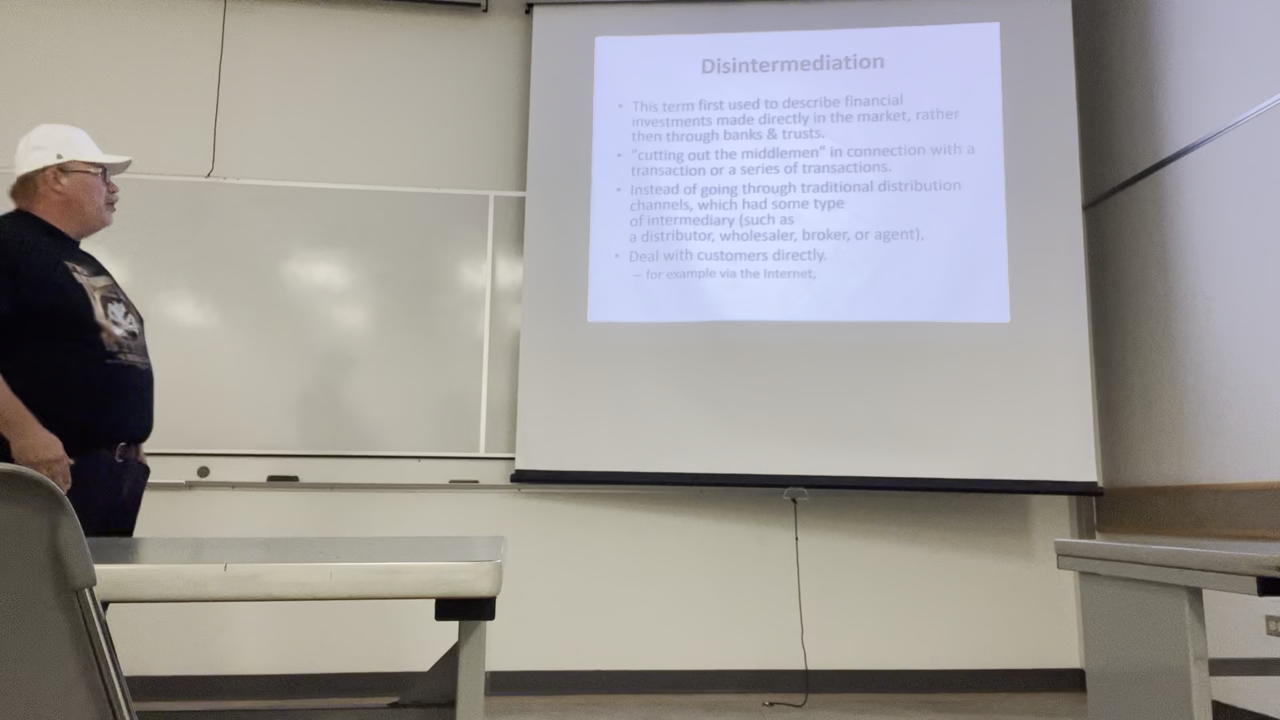 Disintermediation
• This term first used to describe financial
investments made directly in the market, rather
then through banks & trusts.
• "cutting out the middlemen" in connection with a
transaction or a series of transactions.
• Instead of going through traditional distribution
channels, which had some type
of intermediary (such as
a distributor, wholesaler, broker, or agent),
• Deal with customers directly.
– for example via the Internet,